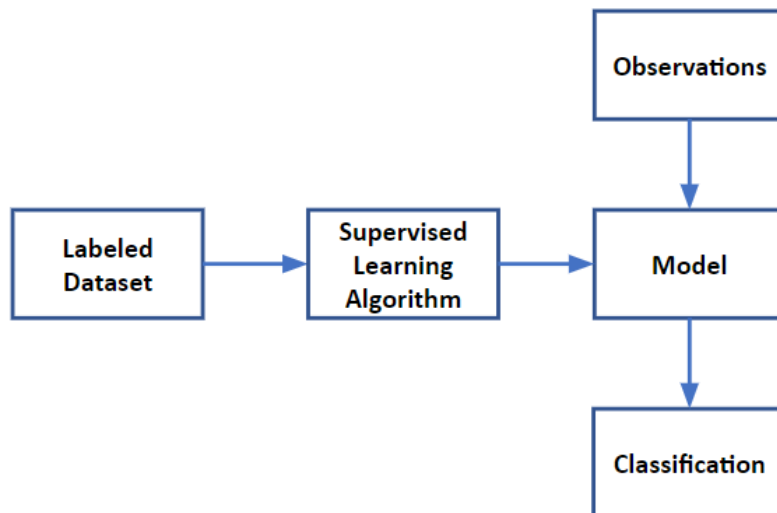 Observations
Labeled
Dataset
Supervised
Learning
Algorithm
Model
Classification